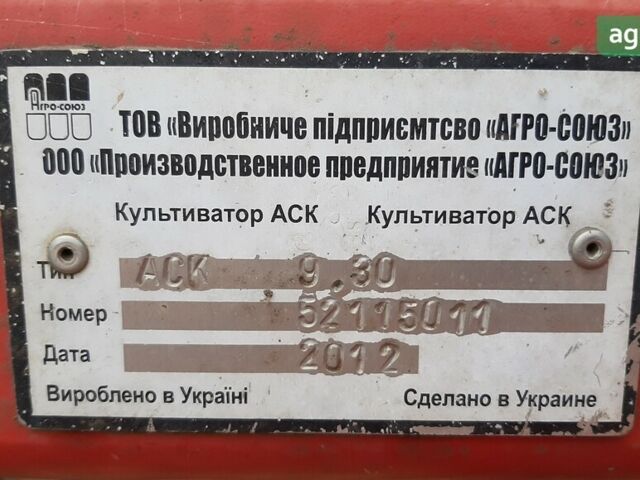 ag
АГРО-СОЮЗ
ТОВ «Виробниче підприємтсво «АГРО-СОЮЗ»
ООО «Производственное предприятие «АГРО-СОЮЗ»
Культиватор АСК Культиватор АСК
Тип АСК 9.30
Номер 52115011
Дата 2012
Вироблено в Україні Сделано в Украине